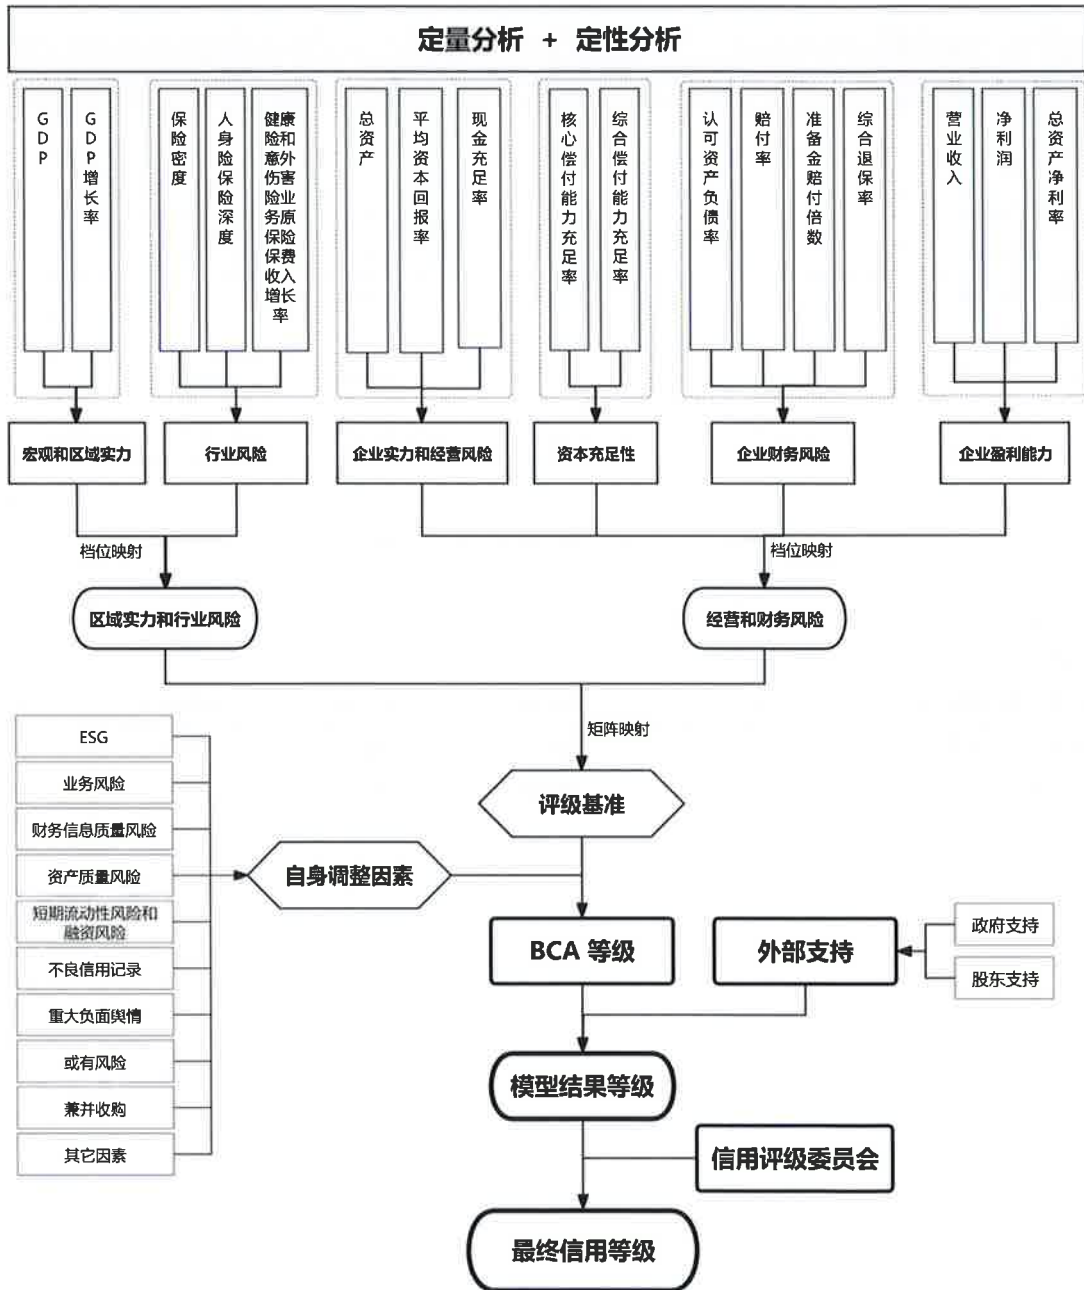 定量分析 + 定性分析
GDP
GDP增长率
保险密度
人身险保险深度
健康险和意外伤害险业务原保险保费收入增长率
总资产
平均资本回报率
现金充足率
核心偿付能力充足率
综合偿付能力充足率
认可资产负债率
赔付率
准备金赔付倍数
综合退保率
营业收入
净利润
总资产净利率
宏观和区域实力
行业风险
企业实力和经营风险
资本充足性
企业财务风险
企业盈利能力
档位映射
档位映射
区域实力和行业风险
经营和财务风险
矩阵映射
ESG
业务风险
财务信息质量风险
资产质量风险
短期流动性风险和
融资风险
不良信用记录
重大负面舆情
或有风险
兼并收购
其它因素
自身调整因素
评级基准
BCA 等级
外部支持
政府支持
股东支持
模型结果等级
信用评级委员会
最终信用等级